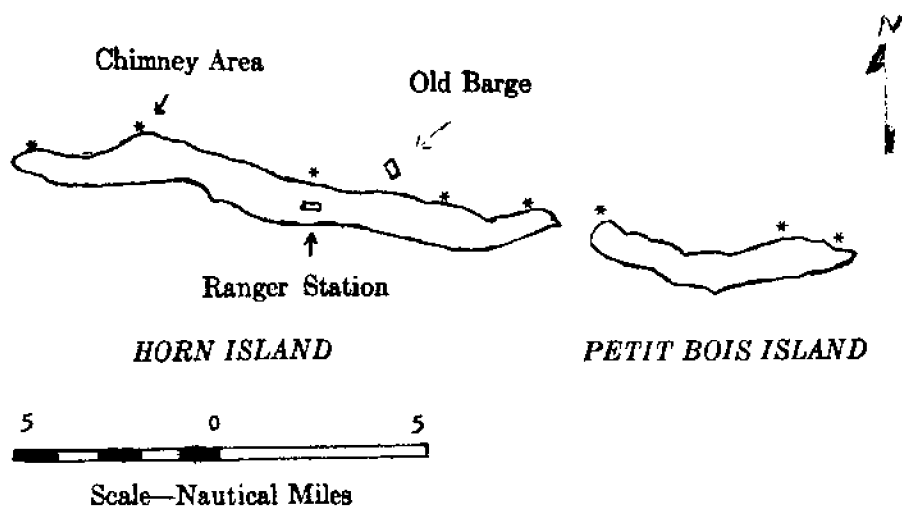 N
Chimney Area
Old Barge
Ranger Station
HORN ISLAND
PETIT BOIS ISLAND
5 0 5
Scale—Nautical Miles